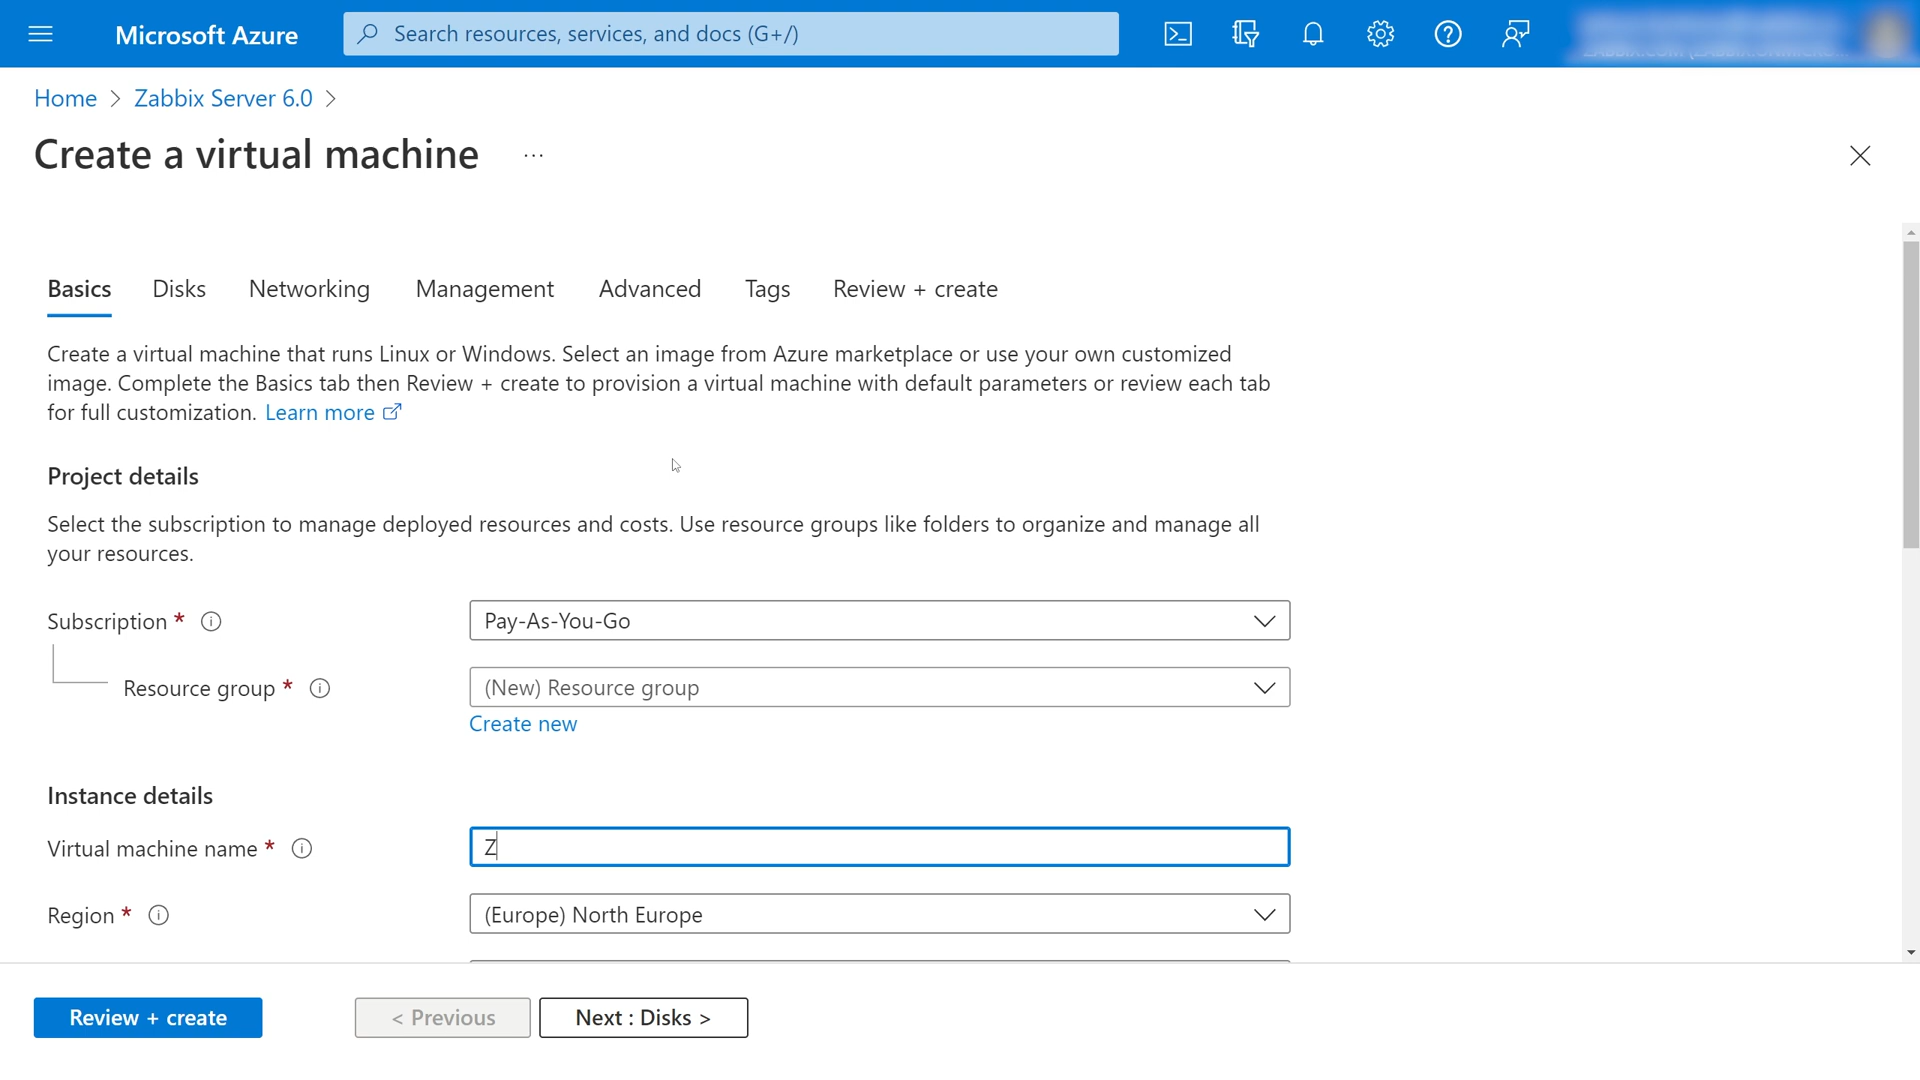 Microsoft Azure
Search resources, services, and docs (G+/)
Home > Zabbix Server 6.0 >
Create a virtual machine ...
Basics Disks Networking Management Advanced Tags Review + create
Create a virtual machine that runs Linux or Windows. Select an image from Azure marketplace or use your own customized
image. Complete the Basics tab then Review + create to provision a virtual machine with default parameters or review each tab
for full customization. Learn more
Project details
Select the subscription to manage deployed resources and costs. Use resource groups like folders to organize and manage all
your resources.
Subscription * Pay-As-You-Go
Resource group * (New) Resource group
Create new
Instance details
Virtual machine name * Z
Region * (Europe) North Europe
Review + create < Previous Next : Disks >